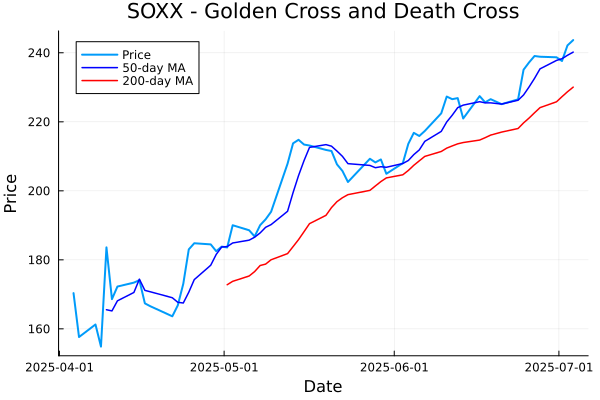 SOXX - Golden Cross and Death Cross
Price
50-day MA
200-day MA
Price
240
220
200
180
160
2025-04-01
2025-05-01
2025-06-01
2025-07-01
Date